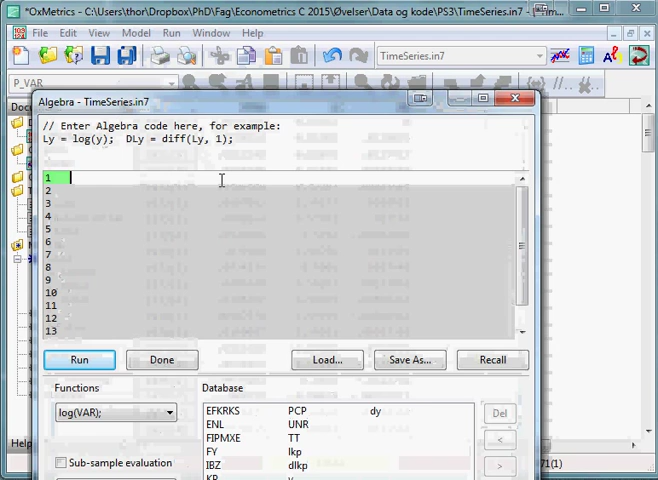 *OxMetrics - C:\Users\thor\Dropbox\PhD\Fag\Econometrics C 2015\Øvelser\Data og kode\PS3\TimeSeries.in7
File Edit View Model Run Window Help
TimeSeries.in7
P_VAR
Algebra - TimeSeries.in7
// Enter Algebra code here, for example:
Ly = log(y);  DLy = diff(Ly, 1);
1
2
3
4
5
6
7
8
9
10
11
12
13
Run Done Load... Save As... Recall
Functions Database
log(VAR);
EFKRKS PCP dy
ENL UNR
FIPMXE TT
FY lkp
IBZ dlkp
Del
<
>
Sub-sample evaluation